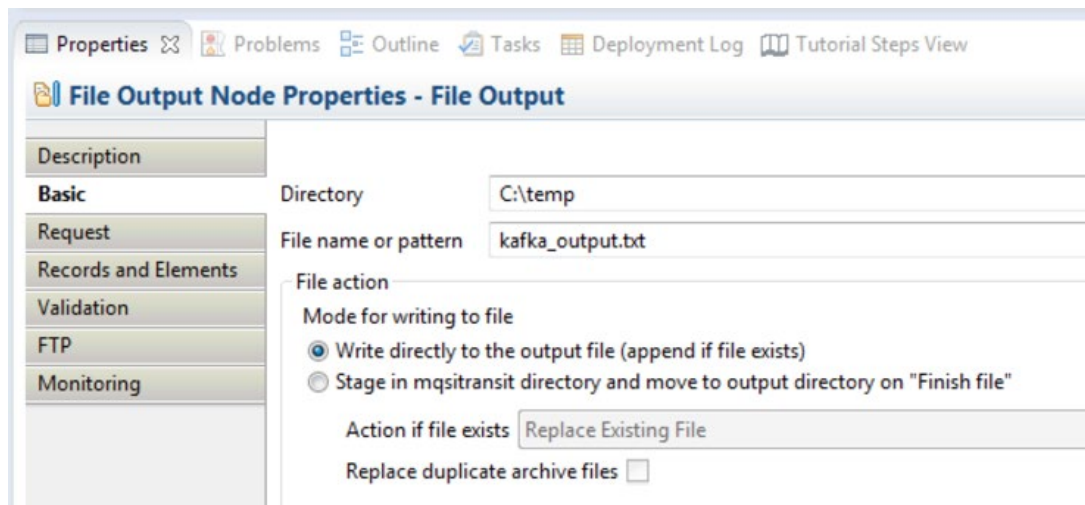 Properties Problems Outline Tasks Deployment Log Tutorial Steps View
File Output Node Properties - File Output
Description
Basic
Request
Records and Elements
Validation
FTP
Monitoring
Directory C:\temp
File name or pattern kafka_output.txt
File action
Mode for writing to file
Write directly to the output file (append if file exists)
Stage in mqsitransit directory and move to output directory on "Finish file"
Action if file exists Replace Existing File
Replace duplicate archive files